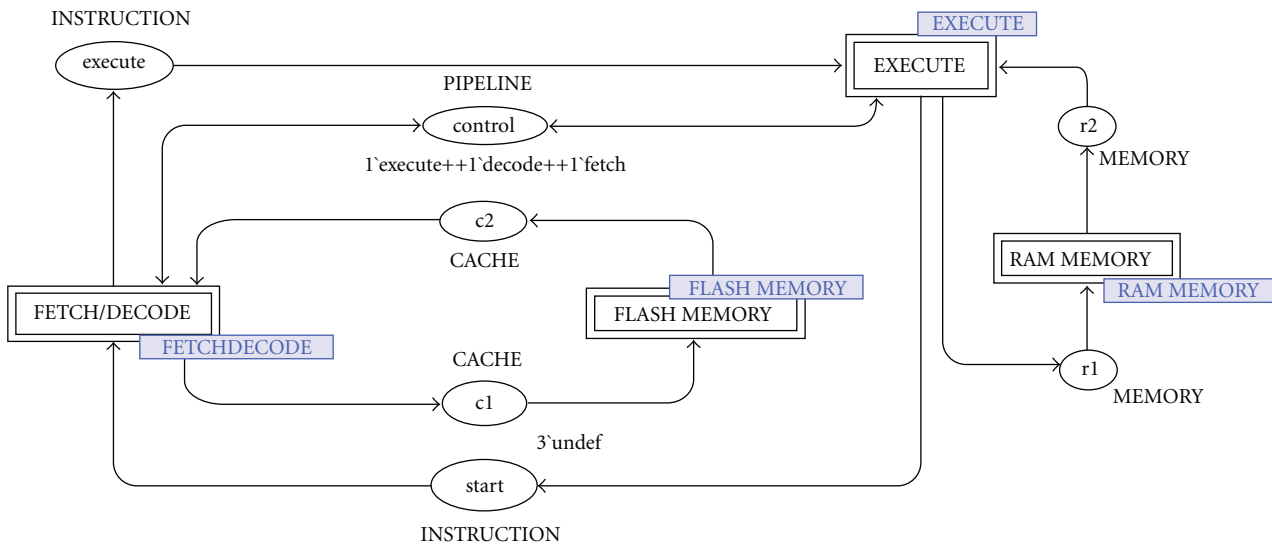 INSTRUCTION
execute
EXECUTE
EXECUTE
PIPELINE
control
1`execute++1`decode++1`fetch
r2
MEMORY
c2
CACHE
RAM MEMORY
RAM MEMORY
FLASH MEMORY
FLASH MEMORY
FETCH/DECODE
FETCHDECODE
CACHE
c1
3`undef
r1
MEMORY
start
INSTRUCTION